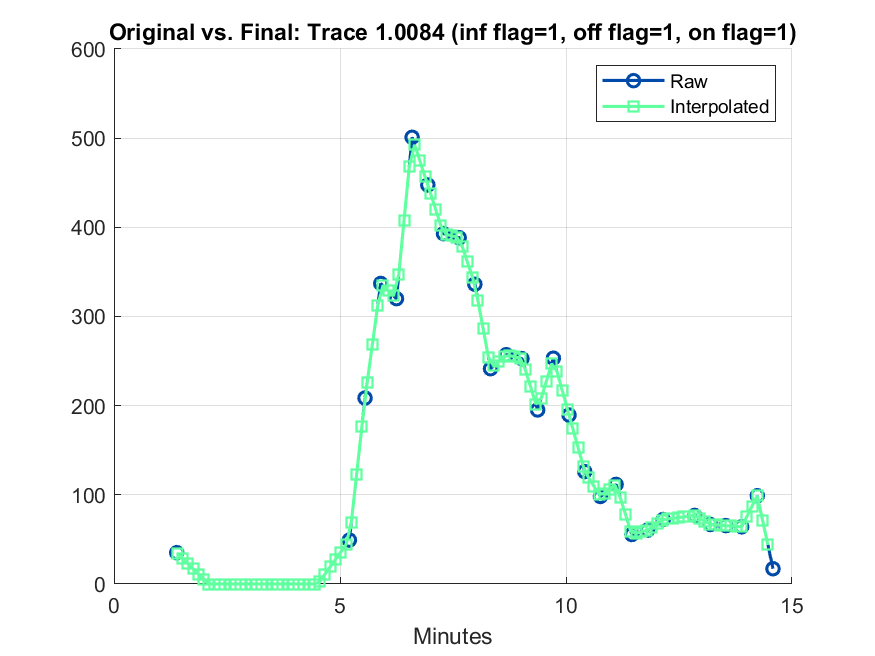 Original vs. Final: Trace 1.0084 (inf flag=1, off flag=1, on flag=1)
600
500
400
300
200
100
0
Raw
Interpolated
0
5
10
15
Minutes